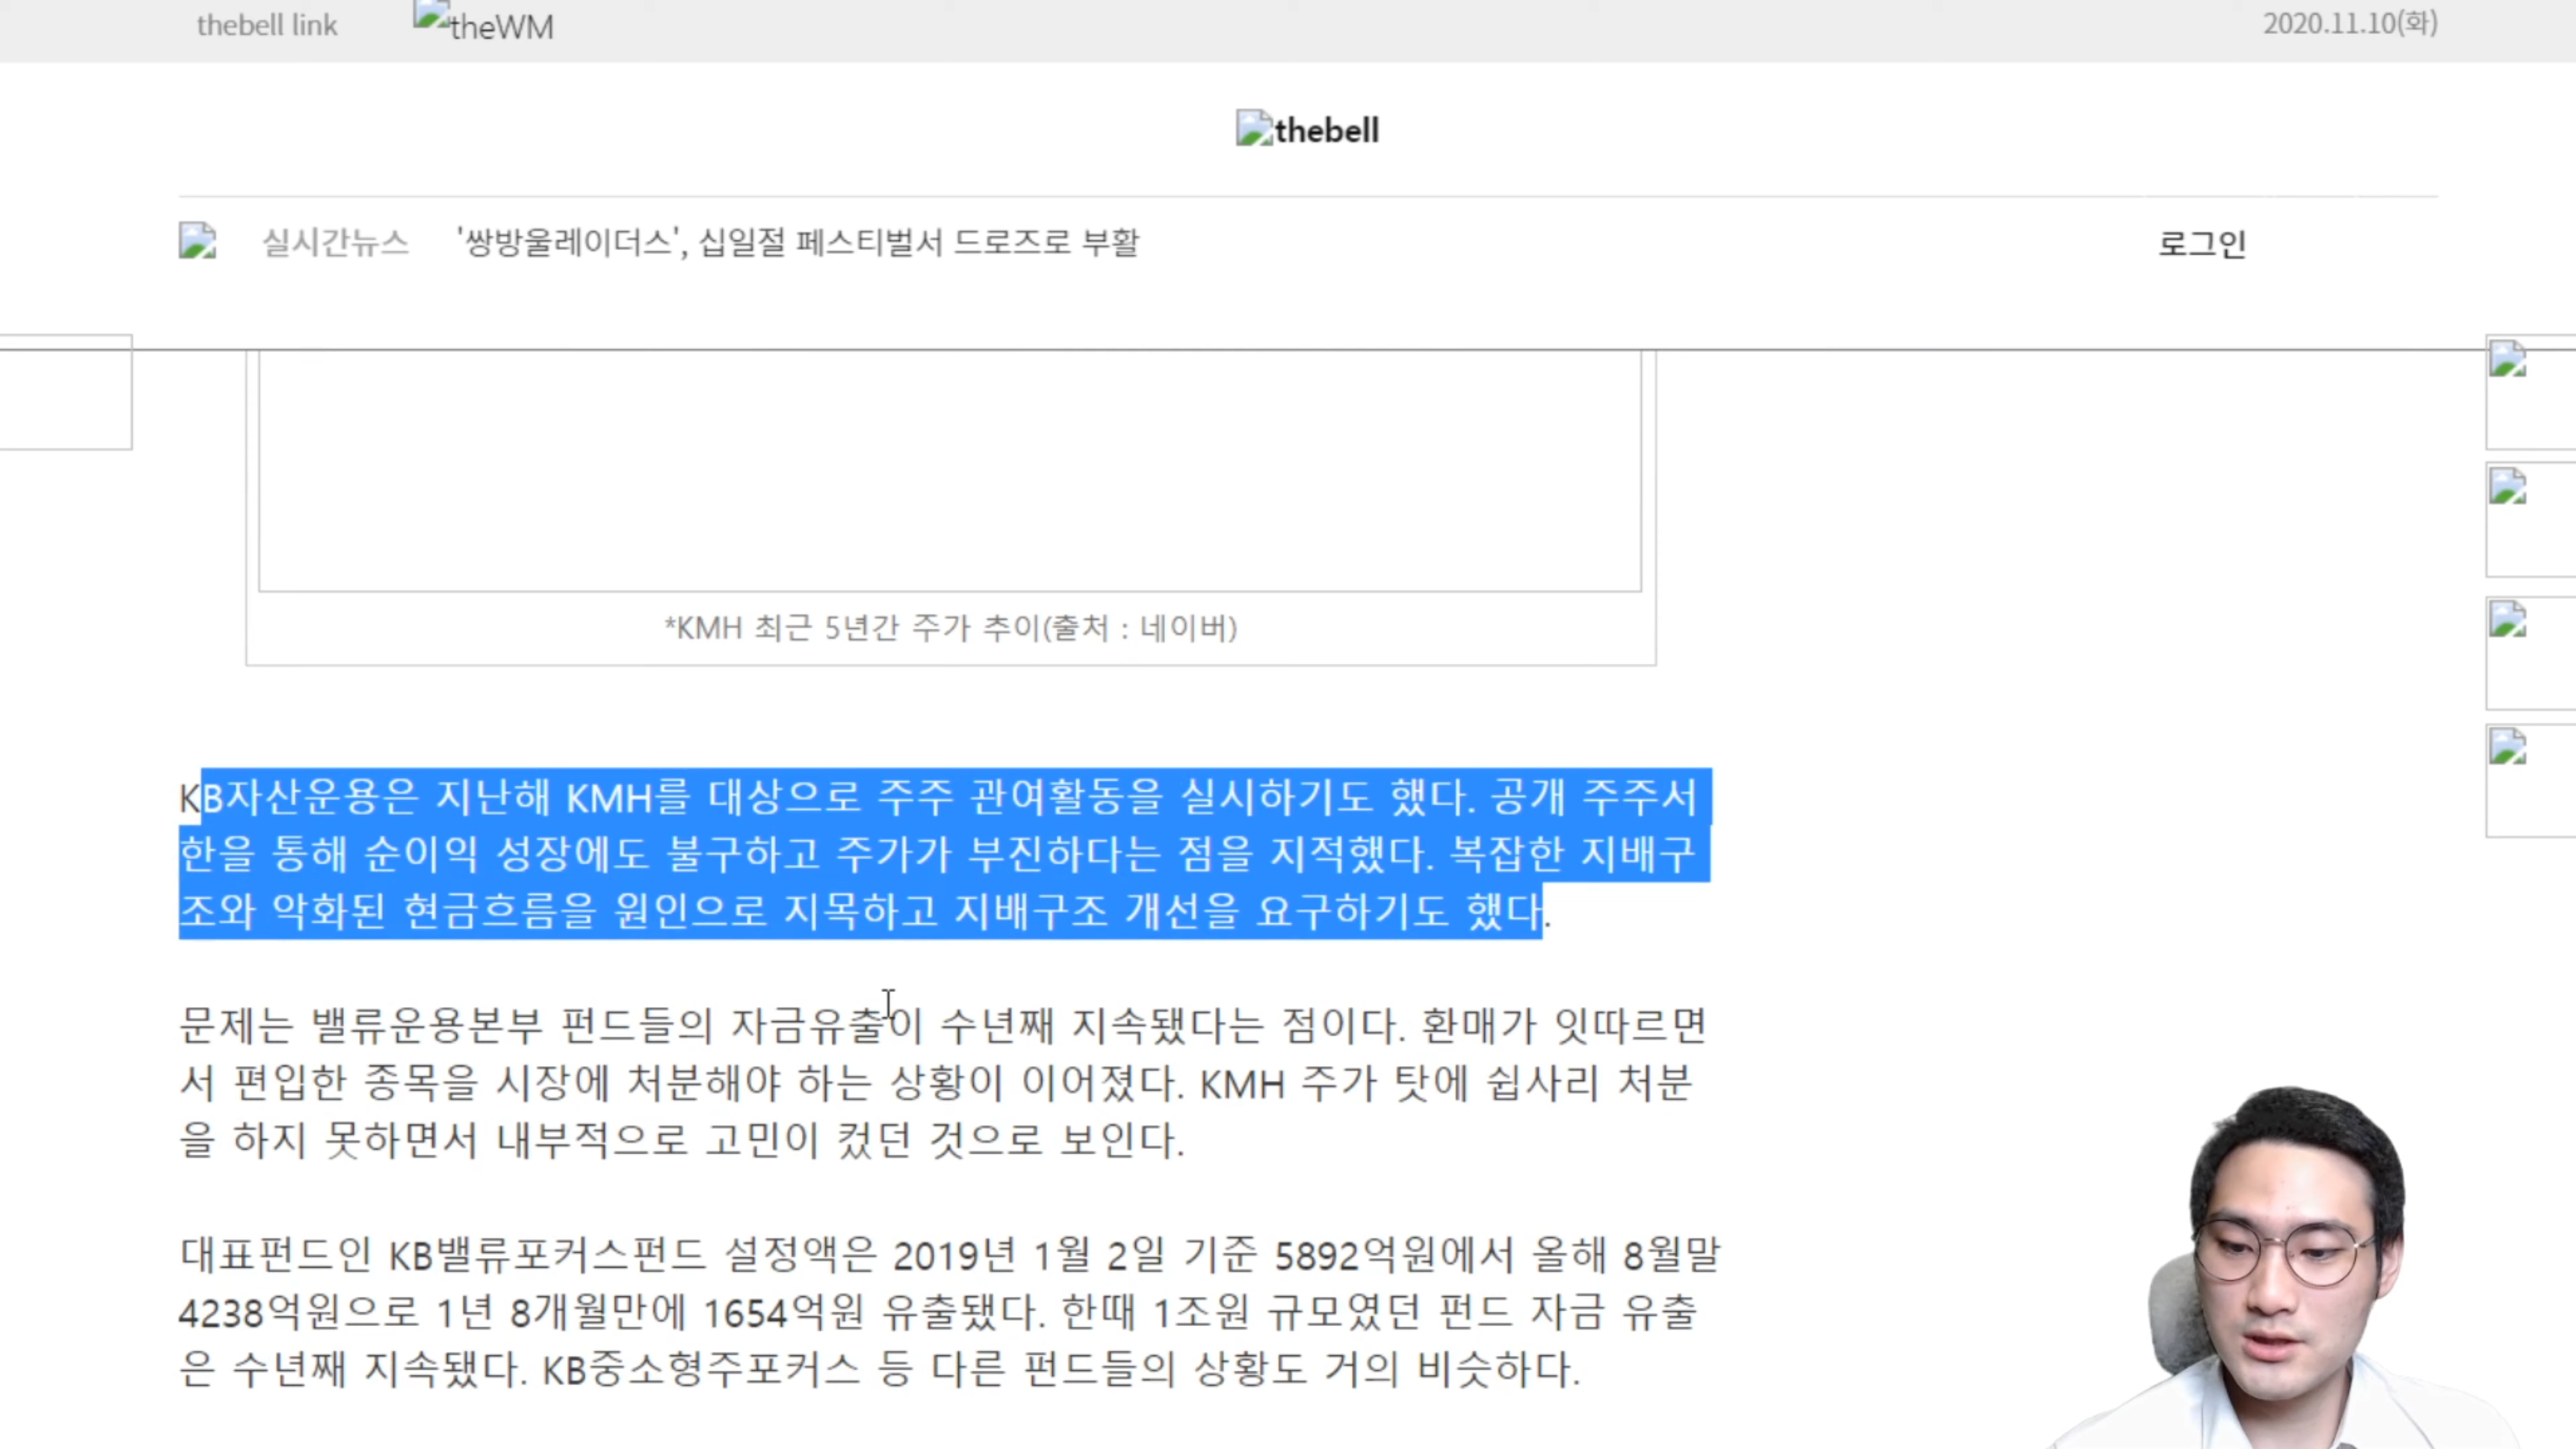 thebell link
theWM
2020.11.10(화)
thebell
실시간뉴스
'쌍방울레이더스', 십일절 페스티벌서 드로즈로 부활
로그인
*KMH 최근 5년간 주가 추이(출처 : 네이버)
KB자산운용은 지난해 KMH를 대상으로 주주 관여활동을 실시하기도 했다. 공개 주주서
한을 통해 순이익 성장에도 불구하고 주가가 부진하다는 점을 지적했다. 복잡한 지배구
조와 악화된 현금흐름을 원인으로 지목하고 지배구조 개선을 요구하기도 했다.
문제는 밸류운용본부 펀드들의 자금유출이 수년째 지속됐다는 점이다. 환매가 잇따르면
서 편입한 종목을 시장에 처분해야 하는 상황이 이어졌다. KMH 주가 탓에 쉽사리 처분
을 하지 못하면서 내부적으로 고민이 컸던 것으로 보인다.
대표펀드인 KB밸류포커스펀드 설정액은 2019년 1월 2일 기준 5892억원에서 올해 8월말
4238억원으로 1년 8개월만에 1654억원 유출됐다. 한때 1조원 규모였던 펀드 자금 유출
은 수년째 지속됐다. KB중소형주포커스 등 다른 펀드들의 상황도 거의 비슷하다.